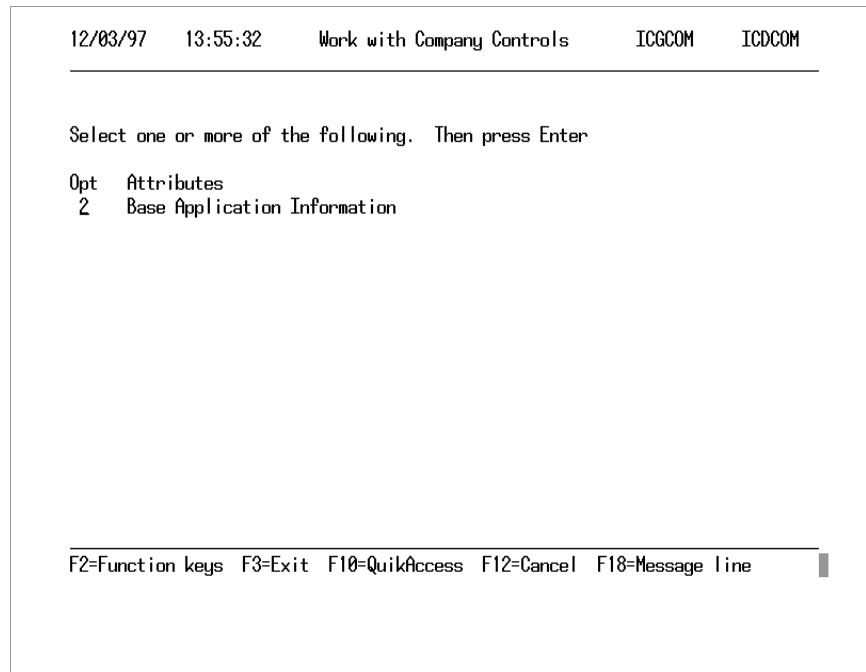 12/03/97 13:55:32 Work with Company Controls ICGCOM ICDCOM
Select one or more of the following. Then press Enter
Opt Attributes
2 Base Application Information
F2=Function keys F3=Exit F10=QuikAccess F12=Cancel F18=Message line